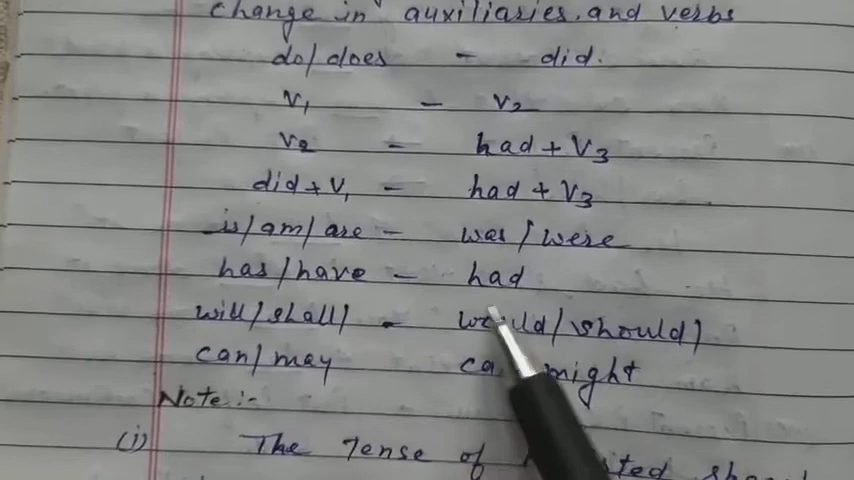 change in auxiliaries, and verbs
do/does - did.
V1 - V2
V2 - had + V3
did + V1 - had + V3
is/am/are - was/were
has/have - had
will/shall/ - would/should/
can/may might
Note :-
(i) The Tense of